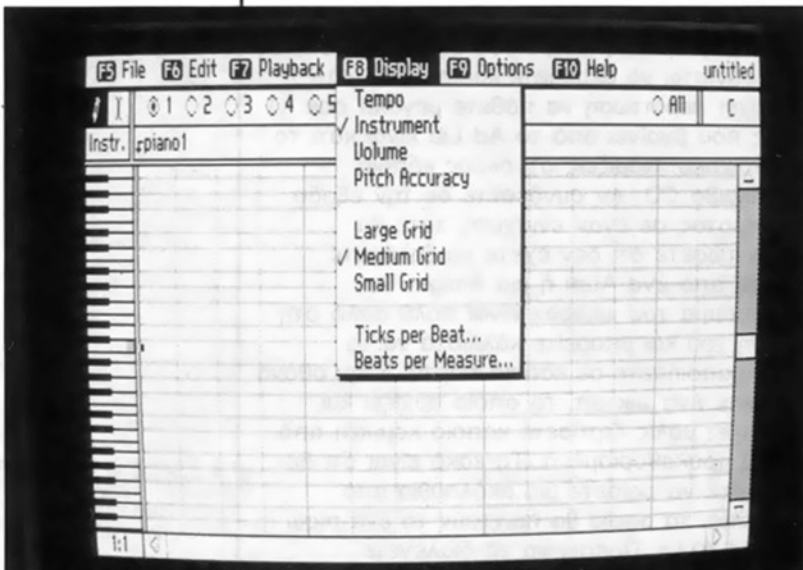 F5 File F6 Edit F7 Playback F8 Display F9 Options F10 Help untitled
1 2 3 4 5 All
Instr. piano1
Tempo
✓ Instrument
Volume
Pitch Accuracy
Large Grid
✓ Medium Grid
Small Grid
Ticks per Beat...
Beats per Measure...
1:1